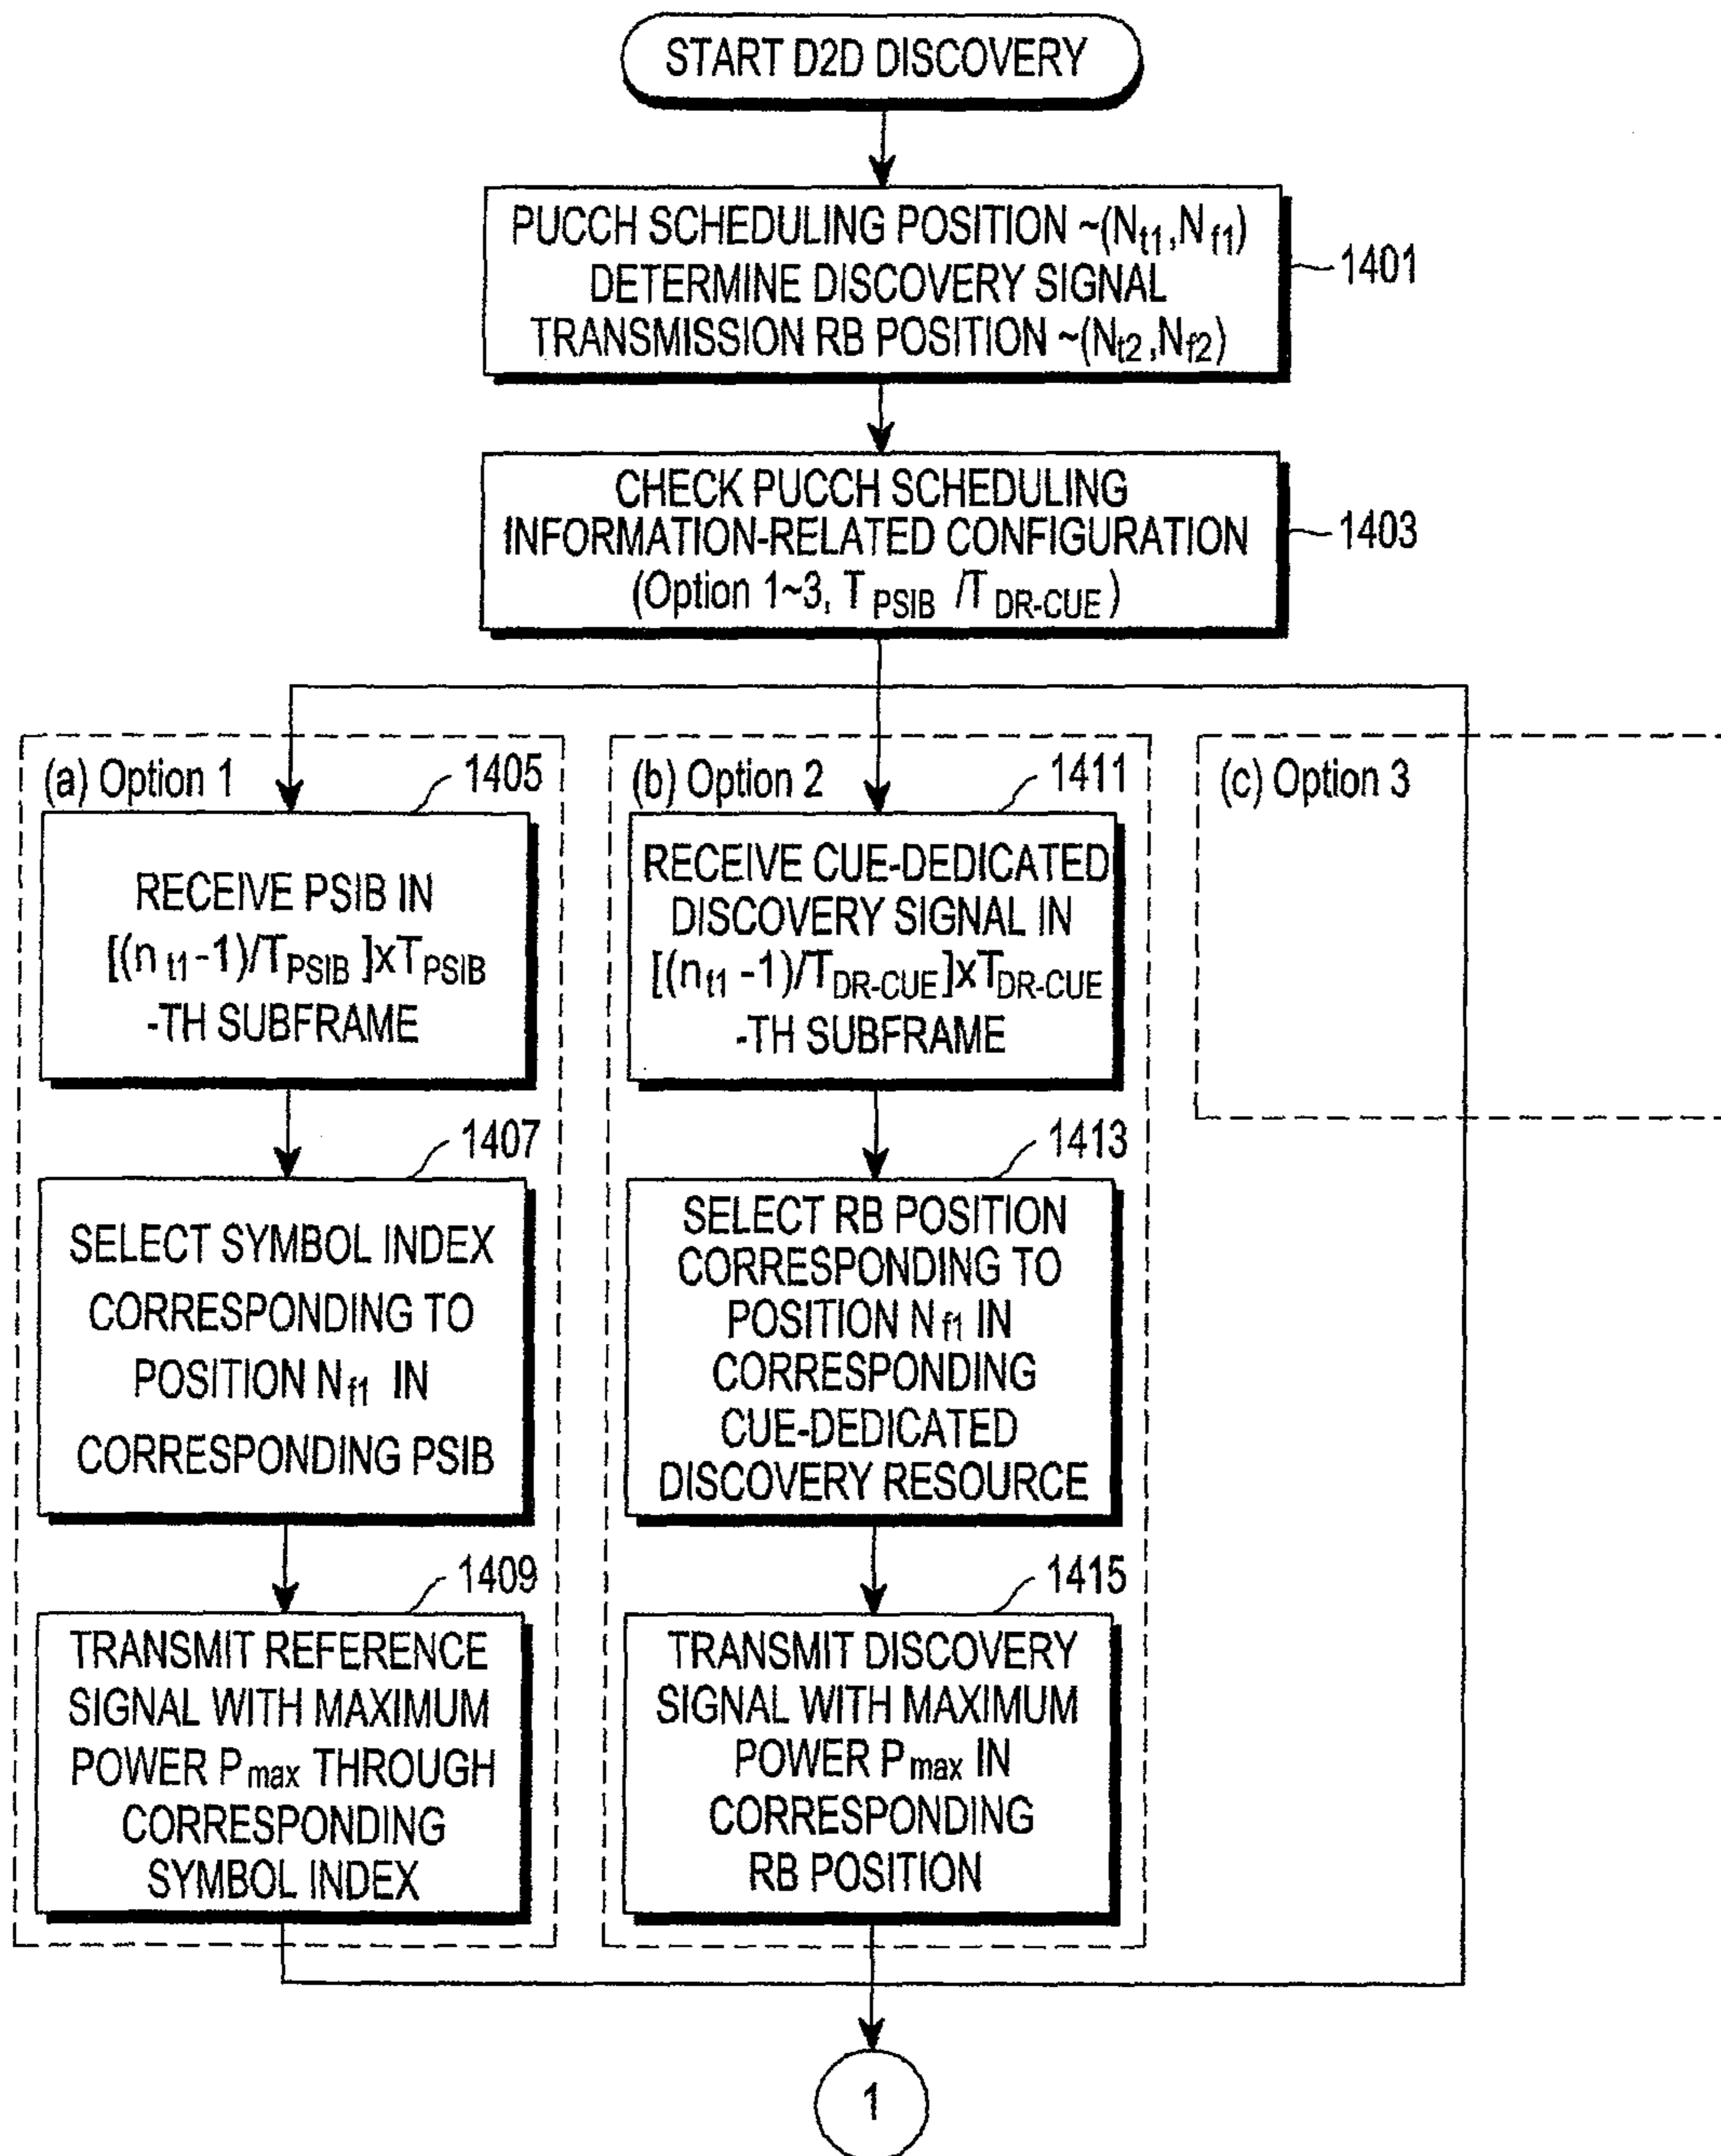 START D2D DISCOVERY
PUCCH SCHEDULING POSITION ~(Nt1,Nf1)
DETERMINE DISCOVERY SIGNAL
TRANSMISSION RB POSITION ~(Nt2,Nf2)
1401
CHECK PUCCH SCHEDULING
INFORMATION-RELATED CONFIGURATION
(Option 1~3, TPSIB /TDR-CUE)
1403
(a) Option 1
1405
RECEIVE PSIB IN
[(nt1-1)/TPSIB]xTPSIB
-TH SUBFRAME
1407
SELECT SYMBOL INDEX
CORRESPONDING TO
POSITION Nf1 IN
CORRESPONDING PSIB
1409
TRANSMIT REFERENCE
SIGNAL WITH MAXIMUM
POWER Pmax THROUGH
CORRESPONDING
SYMBOL INDEX
(b) Option 2
1411
RECEIVE CUE-DEDICATED
DISCOVERY SIGNAL IN
[(nt1-1)/TDR-CUE]xTDR-CUE
-TH SUBFRAME
1413
SELECT RB POSITION
CORRESPONDING TO
POSITION Nf1 IN
CORRESPONDING
CUE-DEDICATED
DISCOVERY RESOURCE
1415
TRANSMIT DISCOVERY
SIGNAL WITH MAXIMUM
POWER Pmax IN
CORRESPONDING
RB POSITION
(c) Option 3
1